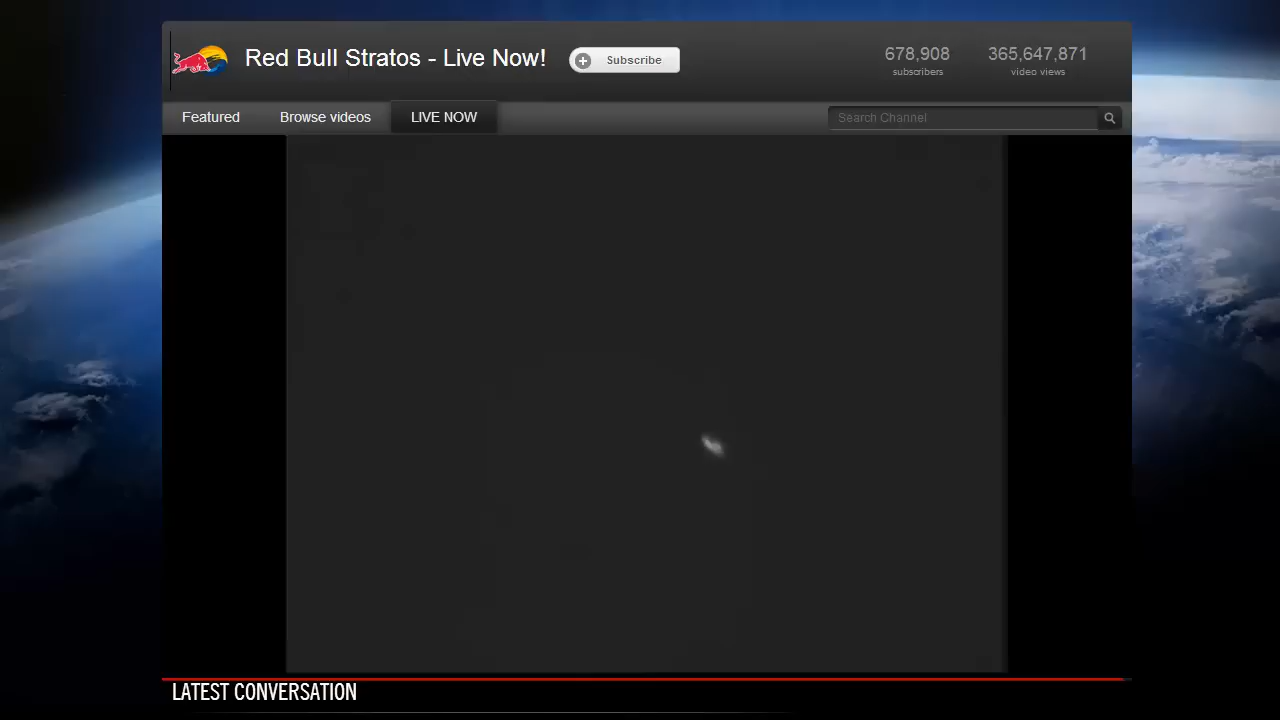 Red Bull Stratos - Live Now!
Subscribe
678,908
subscribers
365,647,871
video views
Featured
Browse videos
LIVE NOW
Search Channel
LATEST CONVERSATION